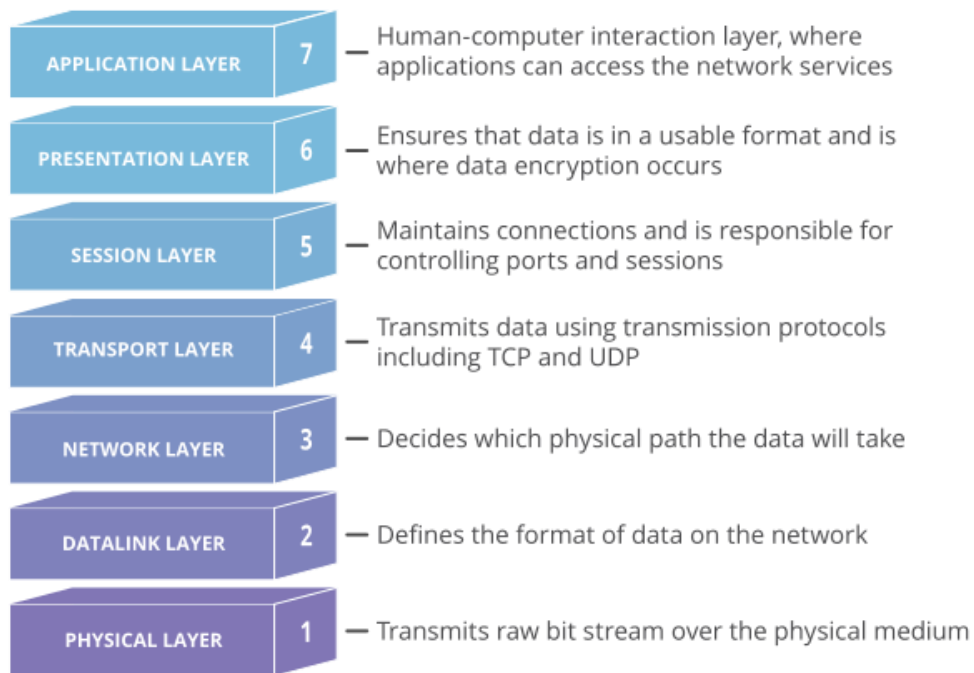 APPLICATION LAYER 7 — Human-computer interaction layer, where
applications can access the network services
PRESENTATION LAYER 6 — Ensures that data is in a usable format and is
where data encryption occurs
SESSION LAYER 5 — Maintains connections and is responsible for
controlling ports and sessions
TRANSPORT LAYER 4 — Transmits data using transmission protocols
including TCP and UDP
NETWORK LAYER 3 — Decides which physical path the data will take
DATALINK LAYER 2 — Defines the format of data on the network
PHYSICAL LAYER 1 — Transmits raw bit stream over the physical medium